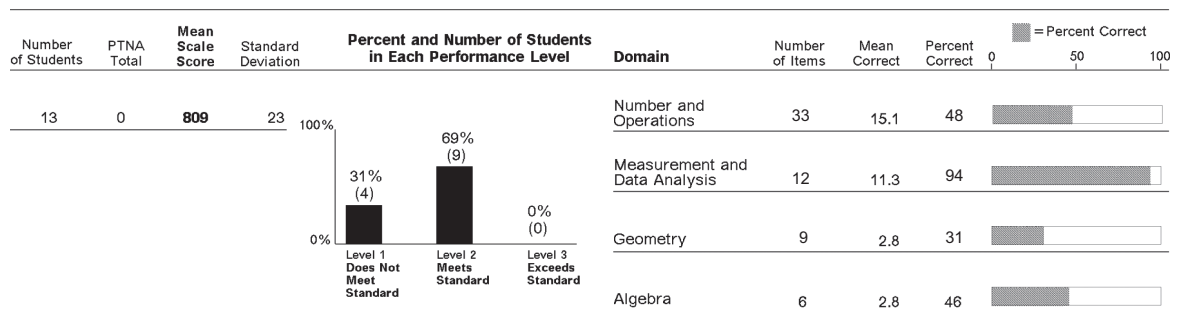 Number of Students
PTNA Total
Mean Scale Score
Standard Deviation
Percent and Number of Students
in Each Performance Level
Domain
Number of Items
Mean Correct
Percent Correct
= Percent Correct
0 50 100
13 0 809 23
100%
0%
31%
(4)
69%
(9)
0%
(0)
Level 1
Does Not
Meet
Standard
Level 2
Meets
Standard
Level 3
Exceeds
Standard
Number and
Operations 33 15.1 48
Measurement and
Data Analysis 12 11.3 94
Geometry 9 2.8 31
Algebra 6 2.8 46